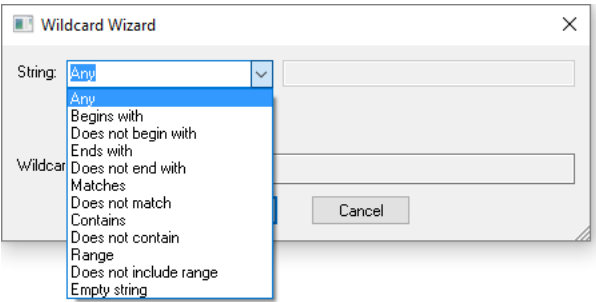 Wildcard Wizard
String: Any
Any
Begins with
Does not begin with
Ends with
Does not end with
Wildcar
Matches
Does not match
Contains
Cancel
Does not contain
Range
Does not include range
Empty string